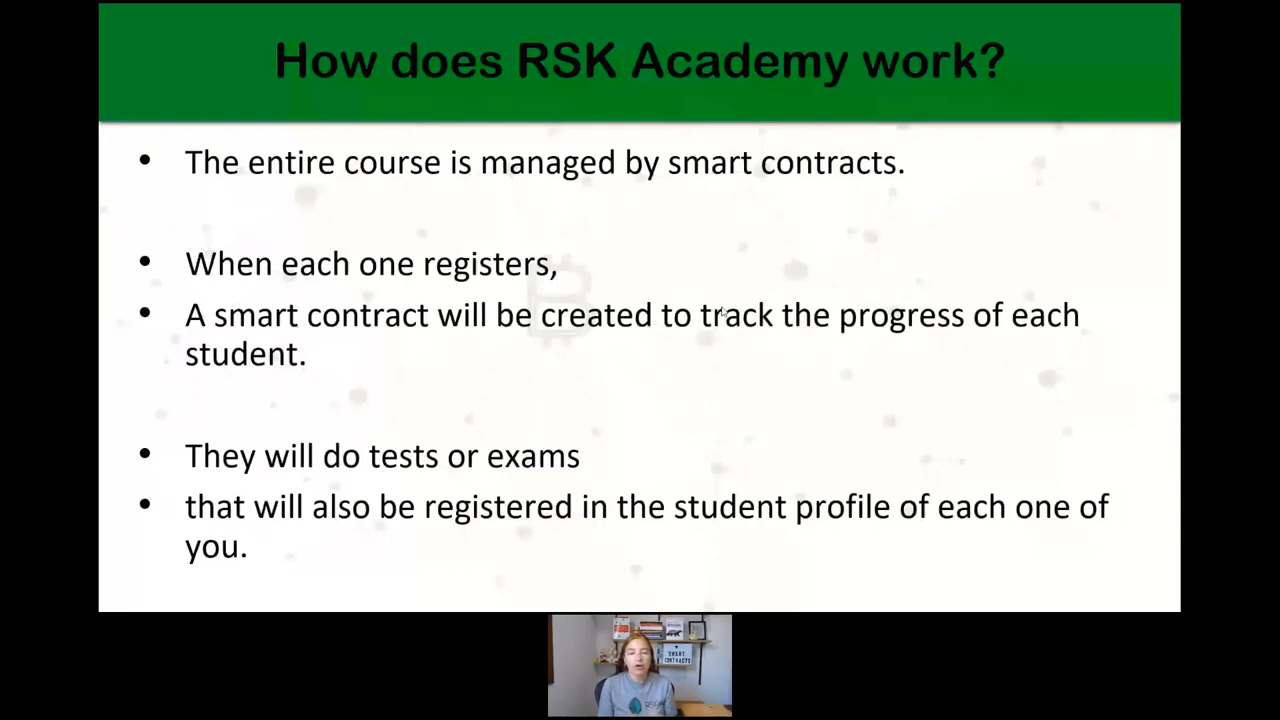 How does RSK Academy work?
• The entire course is managed by smart contracts.
• When each one registers,
• A smart contract will be created to track the progress of each
student.
• They will do tests or exams
• that will also be registered in the student profile of each one of
you.
SMART
CONTRACTS